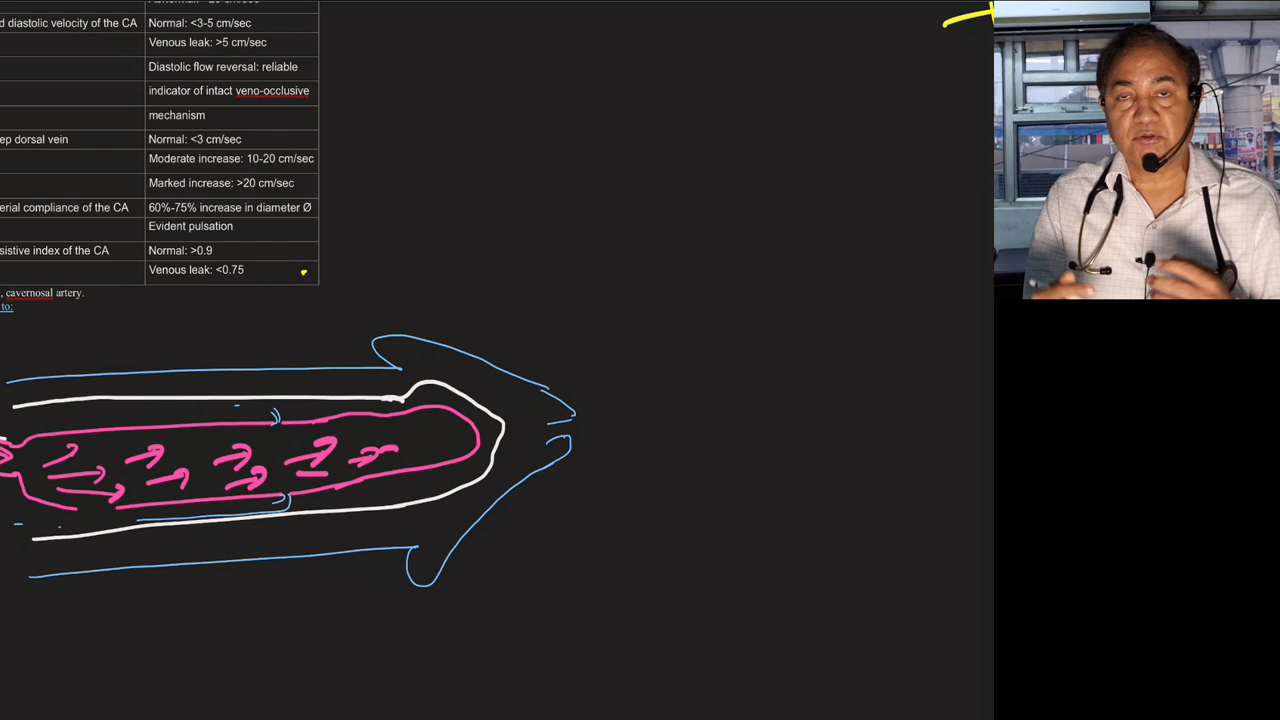 d diastolic velocity of the CA Normal: <3-5 cm/sec
Venous leak: >5 cm/sec
Diastolic flow reversal: reliable
indicator of intact veno-occlusive
mechanism
ep dorsal vein Normal: <3 cm/sec
Moderate increase: 10-20 cm/sec
Marked increase: >20 cm/sec
erial compliance of the CA 60%-75% increase in diameter Ø
Evident pulsation
sistive index of the CA Normal: >0.9
Venous leak: <0.75
, cavernosal artery.
to: